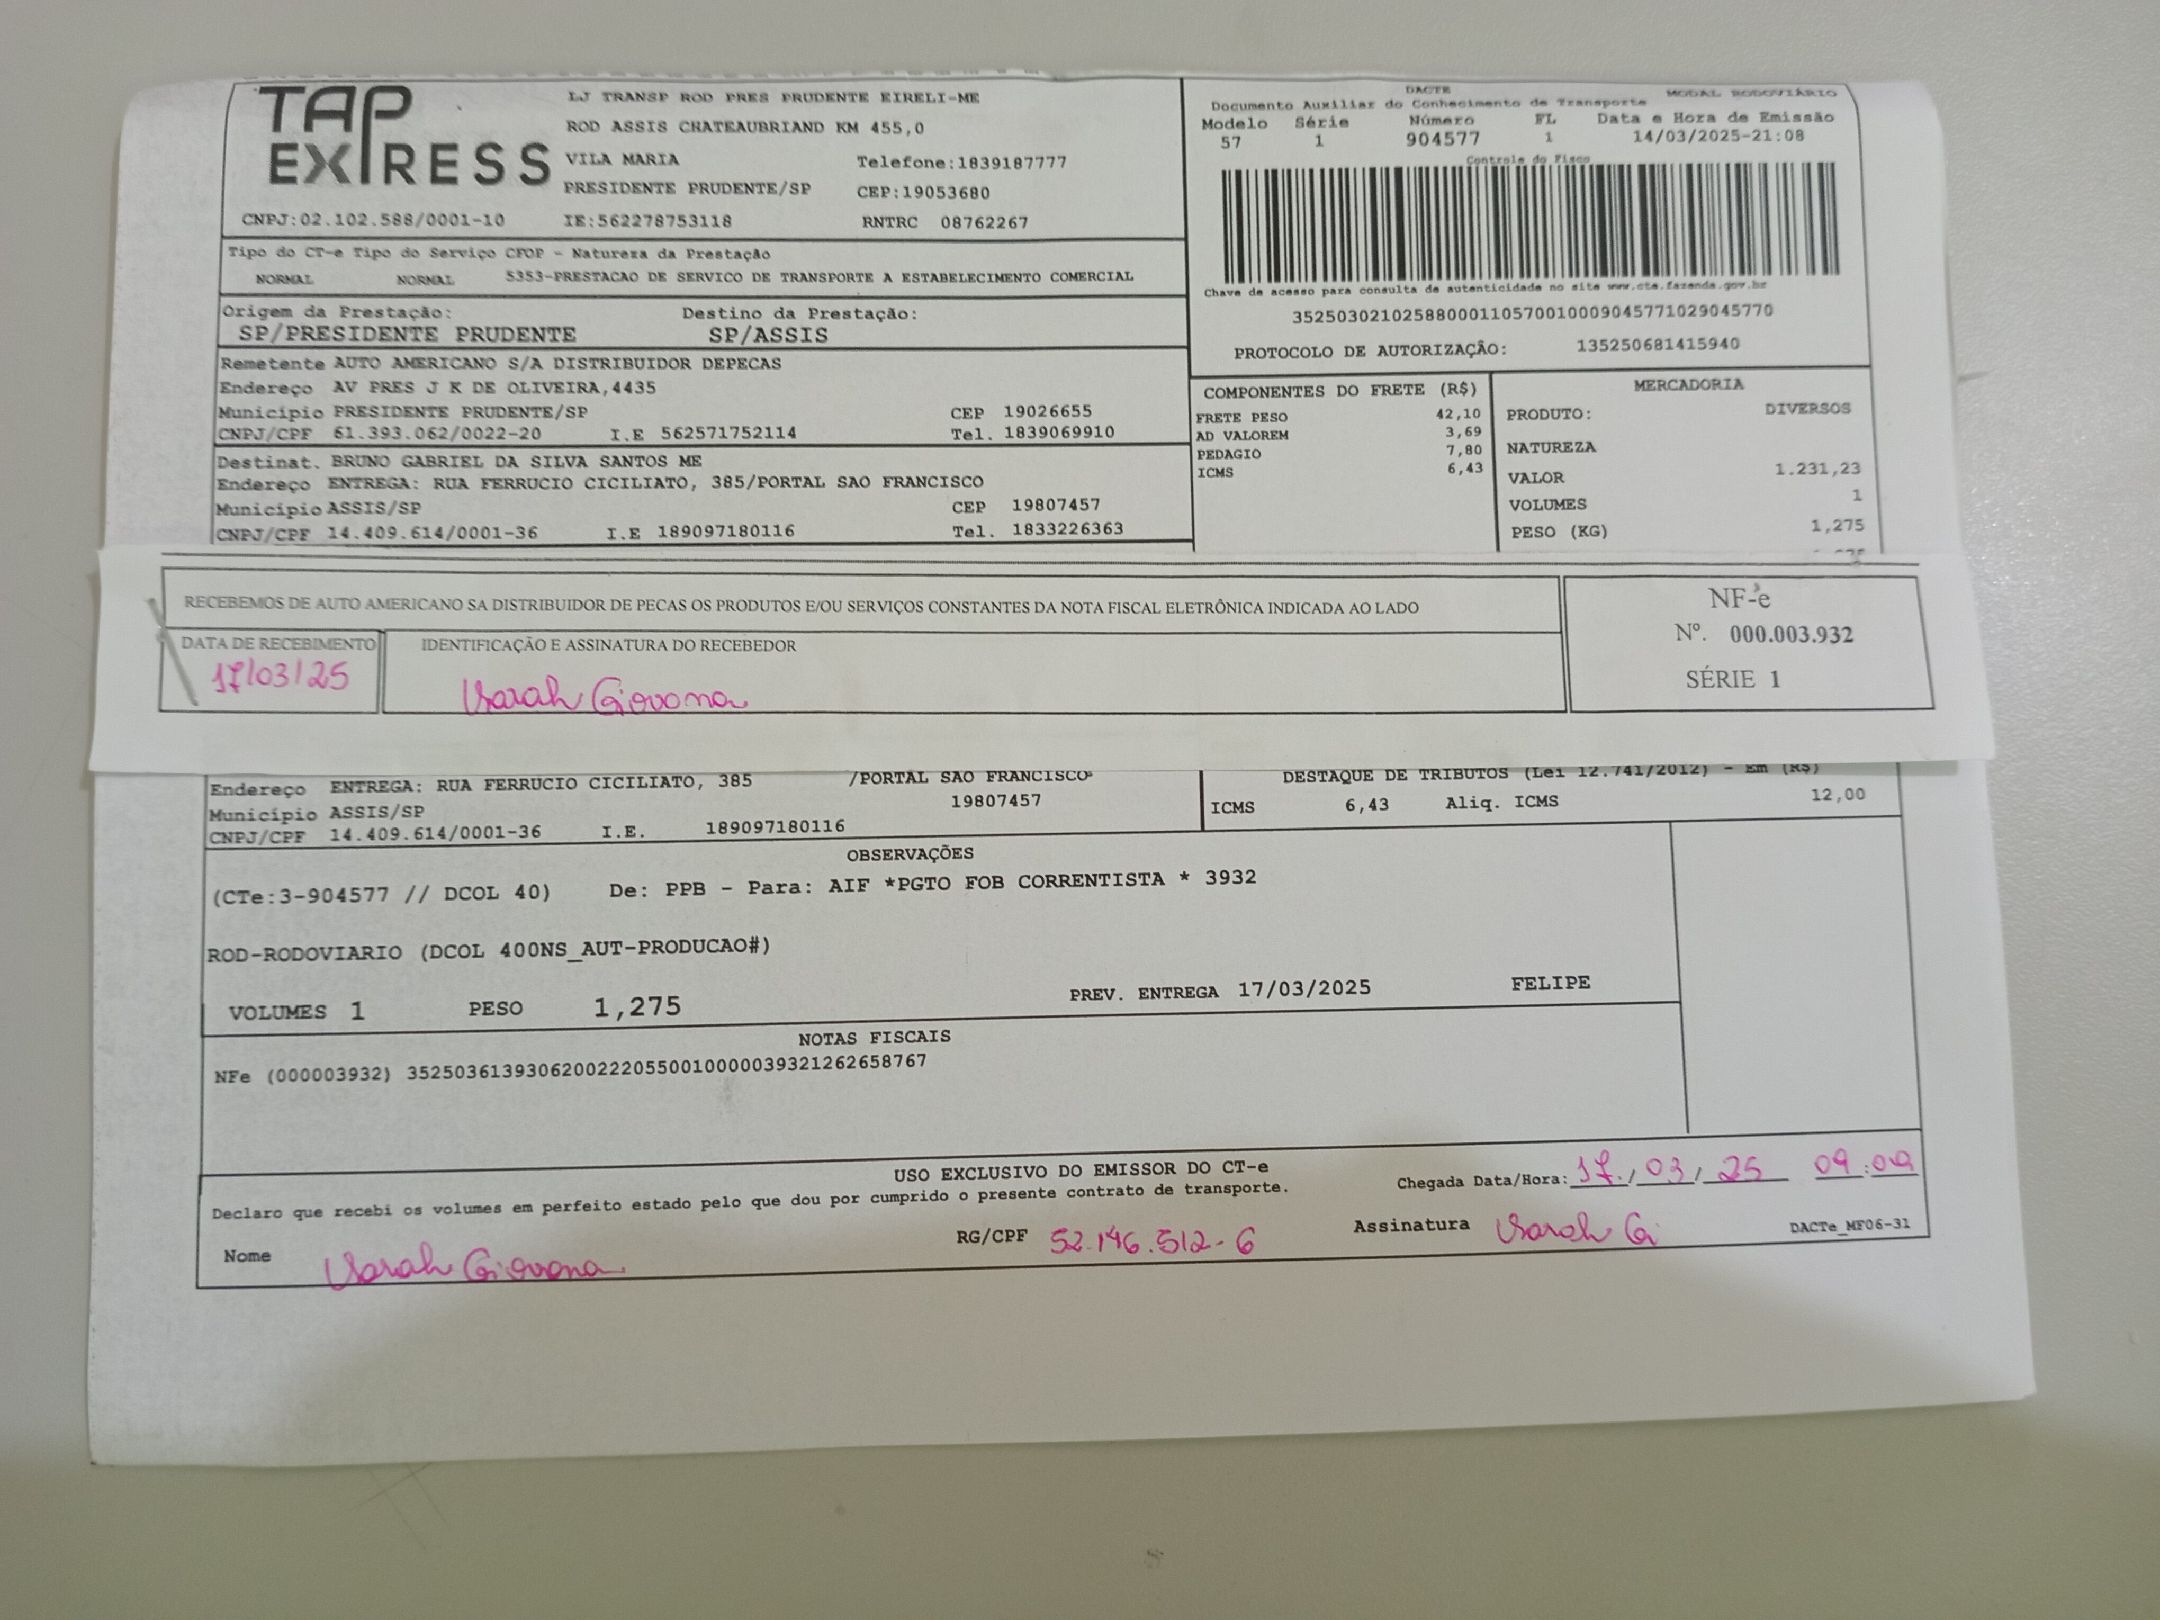 TAP EXPRESS
LJ TRANSP ROD PRES PRUDENTE EIRELI-ME
ROD ASSIS CHATEAUBRIAND KM 455,0
VILA MARIA Telefone:1839187777
PRESIDENTE PRUDENTE/SP CEP:19053680
CNPJ:02.102.588/0001-10 IE:562278753118 RNTRC 08762267
DACTE MODAL RODOVIÁRIO
Documento Auxiliar do Conhecimento de Transporte
Modelo Série Número FL Data e Hora de Emissão
57 1 904577 1 14/03/2025-21:08
Controle do Fisco
Chave de acesso para consulta de autenticidade no site www.cte.fazenda.gov.br
35250302102588000110570010009045771029045770
PROTOCOLO DE AUTORIZAÇÃO: 135250681415940
Tipo do CT-e Tipo do Serviço CFOP - Natureza da Prestação
NORMAL NORMAL 5353-PRESTACAO DE SERVICO DE TRANSPORTE A ESTABELECIMENTO COMERCIAL
Origem da Prestação: Destino da Prestação:
SP/PRESIDENTE PRUDENTE SP/ASSIS
Remetente AUTO AMERICANO S/A DISTRIBUIDOR DEPECAS
Endereço AV PRES J K DE OLIVEIRA,4435
Município PRESIDENTE PRUDENTE/SP CEP 19026655
CNPJ/CPF 61.393.062/0022-20 I.E 562571752114 Tel. 1839069910
Destinat. BRUNO GABRIEL DA SILVA SANTOS ME
Endereço ENTREGA: RUA FERRUCIO CICILIATO, 385/PORTAL SAO FRANCISCO
Município ASSIS/SP CEP 19807457
CNPJ/CPF 14.409.614/0001-36 I.E 189097180116 Tel. 1833226363
COMPONENTES DO FRETE (R$)
FRETE PESO 42,10
AD VALOREM 3,69
PEDAGIO 7,80
ICMS 6,43
MERCADORIA
PRODUTO: DIVERSOS
NATUREZA
VALOR 1.231,23
VOLUMES 1
PESO (KG) 1,275
RECEBEMOS DE AUTO AMERICANO SA DISTRIBUIDOR DE PECAS OS PRODUTOS E/OU SERVIÇOS CONSTANTES DA NOTA FISCAL ELETRÔNICA INDICADA AO LADO
DATA DE RECEBIMENTO IDENTIFICAÇÃO E ASSINATURA DO RECEBEDOR
17/03/25 Sarah Giovana
NF-e
Nº. 000.003.932
SÉRIE 1
Endereço ENTREGA: RUA FERRUCIO CICILIATO, 385 /PORTAL SAO FRANCISCO
Município ASSIS/SP 19807457
CNPJ/CPF 14.409.614/0001-36 I.E. 189097180116
DESTAQUE DE TRIBUTOS (Lei 12.741/2012) - Em (R$)
ICMS 6,43 Aliq. ICMS 12,00
OBSERVAÇÕES
(CTe:3-904577 // DCOL 40) De: PPB - Para: AIF *PGTO FOB CORRENTISTA * 3932
ROD-RODOVIARIO (DCOL 400NS_AUT-PRODUCAO#)
VOLUMES 1 PESO 1,275 PREV. ENTREGA 17/03/2025 FELIPE
NOTAS FISCAIS
NFe (000003932) 35250361393062002220550010000039321262658767
USO EXCLUSIVO DO EMISSOR DO CT-e
Declaro que recebi os volumes em perfeito estado pelo que dou por cumprido o presente contrato de transporte.
Chegada Data/Hora: 17/03/25 09:09
Nome Sarah Giovana RG/CPF 52.146.512-6 Assinatura Sarah G. DACTe_MF06-31